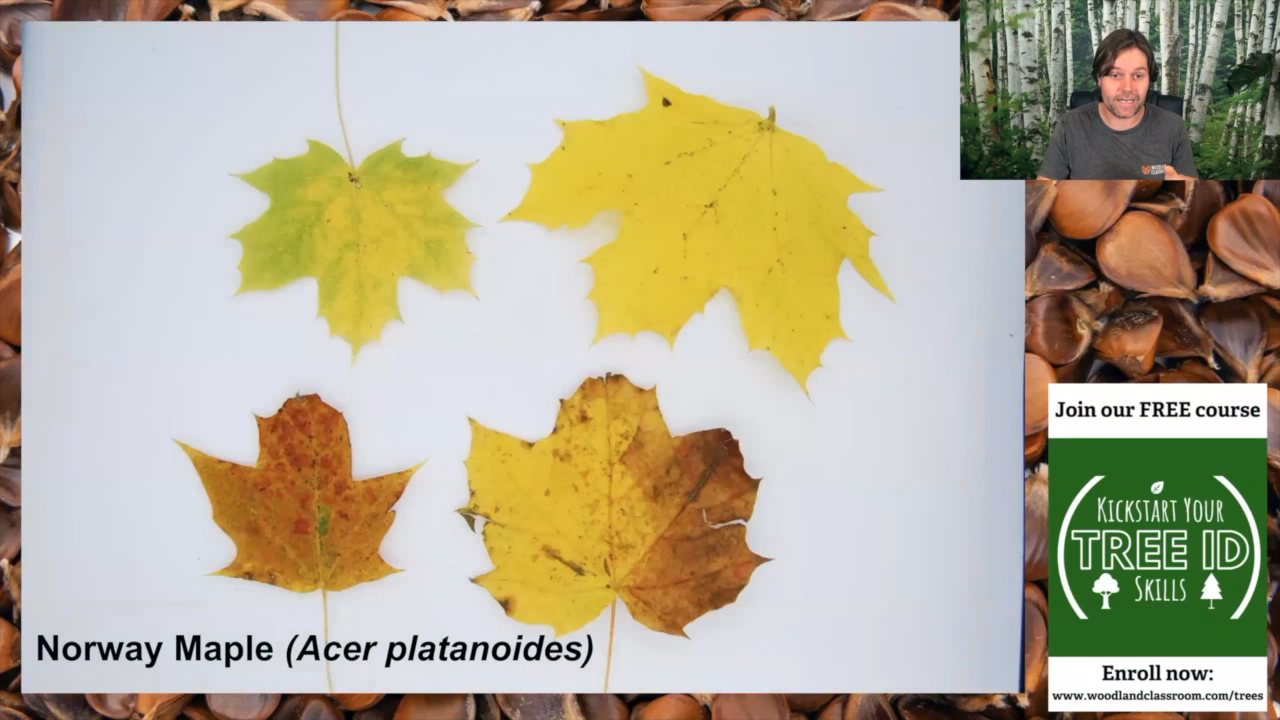 Join our FREE course
KICKSTART YOUR
TREE ID
SKILLS
Norway Maple (Acer platanoides)
Enroll now:
www.woodlandclassroom.com/trees